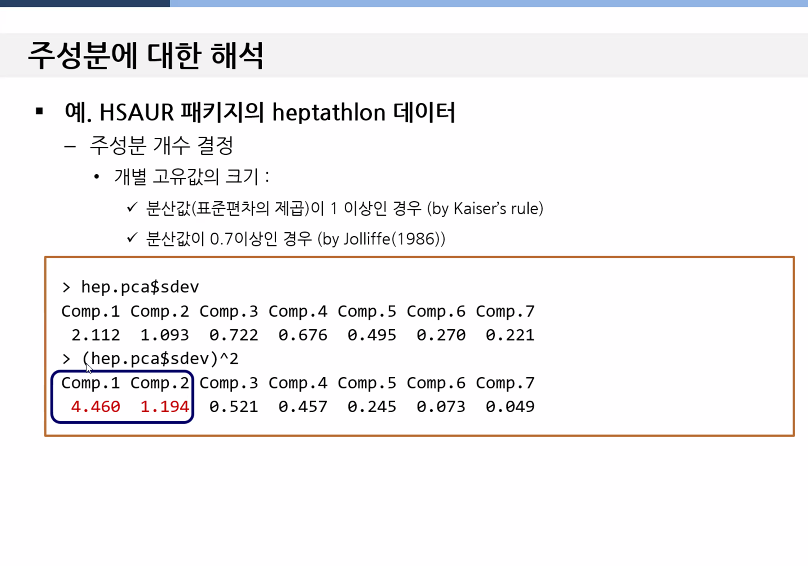 주성분에 대한 해석
▪ 예. HSAUR 패키지의 heptathlon 데이터
– 주성분 개수 결정
• 개별 고유값의 크기 :
✓ 분산값(표준편차의 제곱)이 1 이상인 경우 (by Kaiser’s rule)
✓ 분산값이 0.7이상인 경우 (by Jolliffe(1986))
> hep.pca$sdev
Comp.1 Comp.2 Comp.3 Comp.4 Comp.5 Comp.6 Comp.7
2.112 1.093 0.722 0.676 0.495 0.270 0.221
> (hep.pca$sdev)^2
Comp.1 Comp.2 Comp.3 Comp.4 Comp.5 Comp.6 Comp.7
4.460 1.194 0.521 0.457 0.245 0.073 0.049